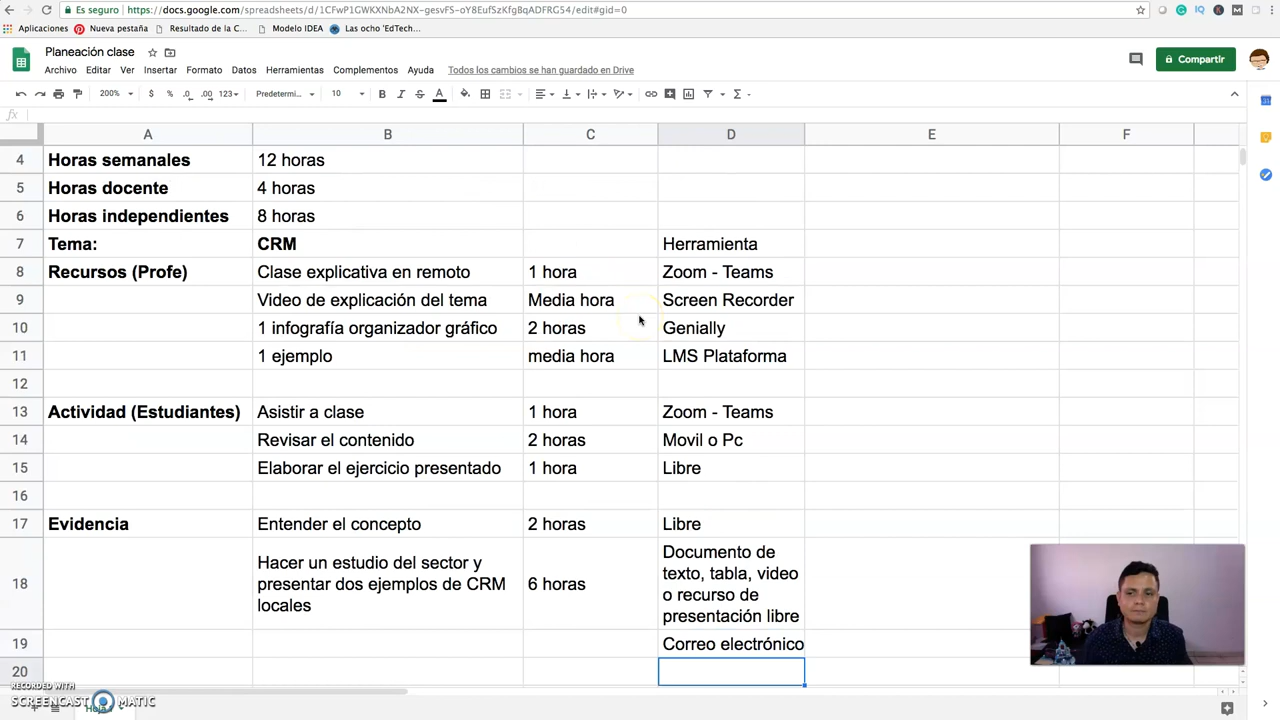 Es seguro https://docs.google.com/spreadsheets/d/1CFwP1GWKXNbA2NX-gesvFS-oY8EufSzKfgBqADFRG54/edit#gid=0
Aplicaciones Nueva pestaña Resultado de la C... Modelo IDEA Las ocho 'EdTech...
Planeación clase
Archivo Editar Ver Insertar Formato Datos Herramientas Complementos Ayuda Todos los cambios se han guardado en Drive
Compartir
200% $ % .0 .00 123 Predetermi... 10 B I S A
fx
A B C D E F
4 Horas semanales 12 horas
5 Horas docente 4 horas
6 Horas independientes 8 horas
7 Tema: CRM Herramienta
8 Recursos (Profe) Clase explicativa en remoto 1 hora Zoom - Teams
9 Video de explicación del tema Media hora Screen Recorder
10 1 infografía organizador gráfico 2 horas Genially
11 1 ejemplo media hora LMS Plataforma
12
13 Actividad (Estudiantes) Asistir a clase 1 hora Zoom - Teams
14 Revisar el contenido 2 horas Movil o Pc
15 Elaborar el ejercicio presentado 1 hora Libre
16
17 Evidencia Entender el concepto 2 horas Libre
18 Hacer un estudio del sector y presentar dos ejemplos de CRM locales 6 horas Documento de texto, tabla, video o recurso de presentación libre
19 Correo electrónico
20
RECORDED WITH
SCREENCAST MATIC